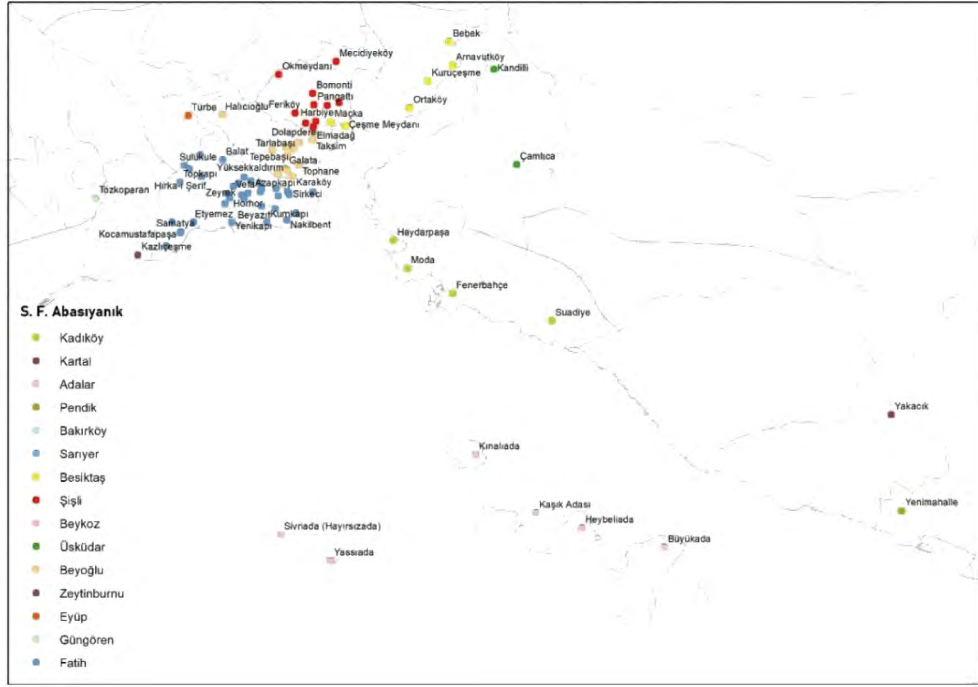 Bebek
Mecidiyeköy
Arnavutköy
Okmeydanı
Kandilli
Kuruçeşme
Bomonti
Pangaltı
Ortaköy
Türbe
Halıcıoğlu
Feriköy
Harbiye
Maçka
Çeşme Meydanı
Dolapdere
Elmadağ
Tarlabaşı
Taksim
Balat
Sulukule
Tepebaşı
Galata
Çamlıca
Yüksekkaldırım
Tophane
Topkapı
Hırka-i Şerif
Vefa
Azapkapı
Karaköy
Tozkoparan
Zeyrek
Sirkeci
Horhor
Etyemez
Beyazıt
Kumkapı
Samatya
Yenikapı
Nakilbent
Kocamustafapaşa
Kazlıçeşme
Haydarpaşa
Moda
Fenerbahçe
Suadiye
Yakacık
Kınalıada
Kaşık Adası
Heybeliada
Yenimahalle
Sivriada (Hayırsızada)
Büyükada
Yassıada
S. F. Abasıyanık
Kadıköy
Kartal
Adalar
Pendik
Bakırköy
Sarıyer
Besiktaş
Şişli
Beykoz
Üsküdar
Beyoğlu
Zeytinburnu
Eyüp
Güngören
Fatih